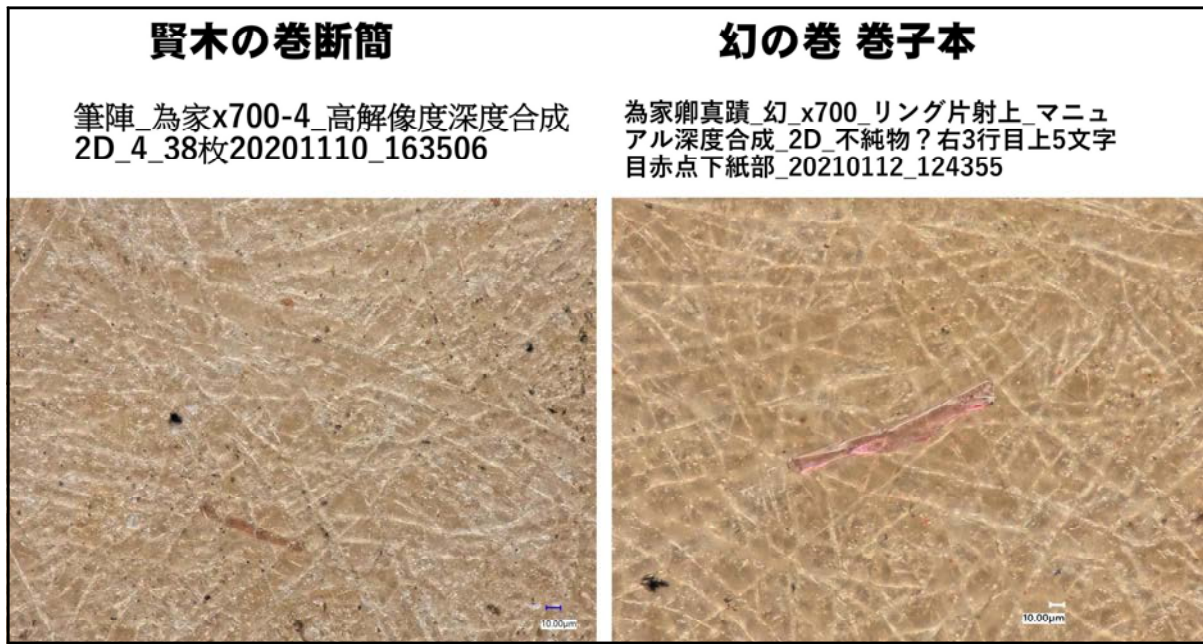 賢木の巻断簡
筆陣_為家x700-4_高解像度深度合成
2D_4_38枚20201110_163506
10.00μm
幻の巻 巻子本
為家卿真蹟_幻_x700_リング片射上_マニュ
アル深度合成_2D_不純物？右3行目上5文字
目赤点下紙部_20210112_124355
10.00μm